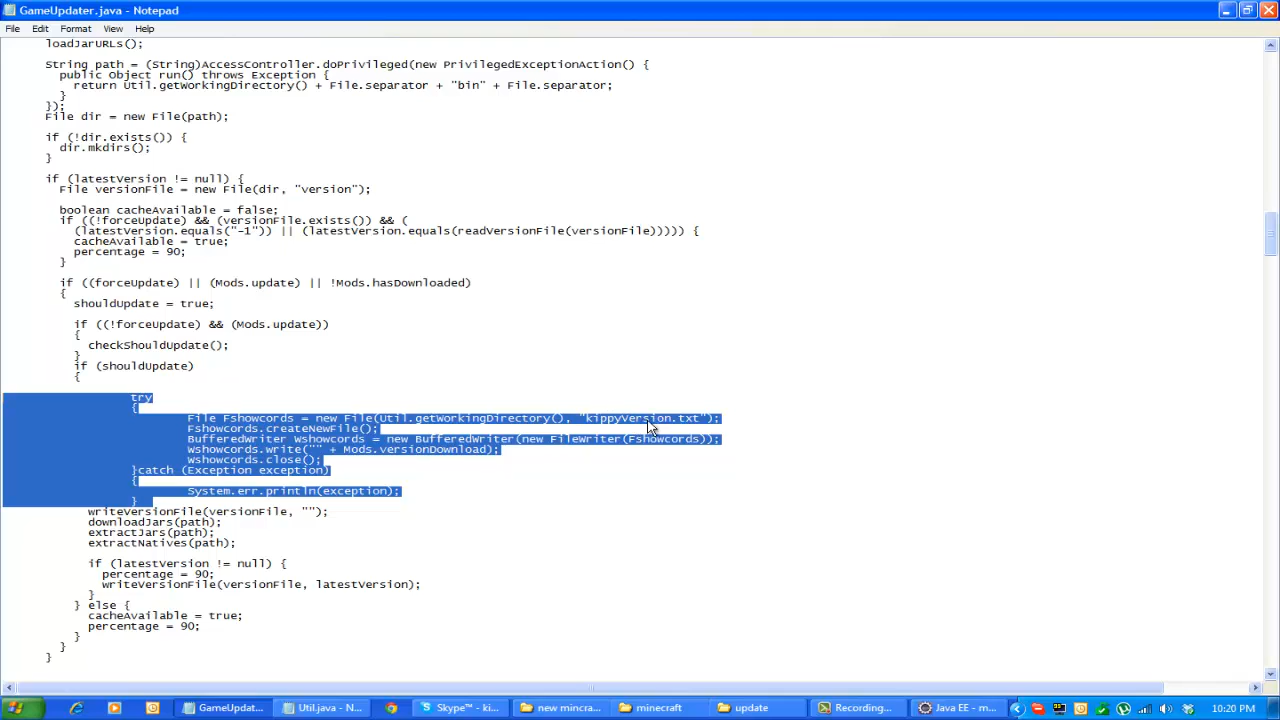 GameUpdater.java - Notepad
File Edit Format View Help
loadJarURLs();
String path = (String)AccessController.doPrivileged(new PrivilegedExceptionAction() {
public Object run() throws Exception {
return Util.getWorkingDirectory() + File.separator + "bin" + File.separator;
}
});
File dir = new File(path);
if (!dir.exists()) {
dir.mkdirs();
}
if (latestVersion != null) {
File versionFile = new File(dir, "version");
boolean cacheAvailable = false;
if ((!forceUpdate) && (versionFile.exists()) && (
(latestVersion.equals("-1")) || (latestVersion.equals(readVersionFile(versionFile))))) {
cacheAvailable = true;
percentage = 90;
}
if ((forceUpdate) || (Mods.update) || !Mods.hasDownloaded)
{
shouldUpdate = true;
if ((!forceUpdate) && (Mods.update))
{
checkShouldUpdate();
}
if (shouldUpdate)
{
try
{
File Fshowcords = new File(Util.getWorkingDirectory(), "kippyVersion.txt");
Fshowcords.createNewFile();
BufferedWriter Wshowcords = new BufferedWriter(new FileWriter(Fshowcords));
Wshowcords.write("" + Mods.versionDownload);
Wshowcords.close();
}catch (Exception exception)
{
System.err.println(exception);
}
writeVersionFile(versionFile, "");
downloadJars(path);
extractJars(path);
extractNatives(path);
if (latestVersion != null) {
percentage = 90;
writeVersionFile(versionFile, latestVersion);
}
} else {
cacheAvailable = true;
percentage = 90;
}
}
}
start GameUpdat... Util.java - N... Skype™ - ki... new mincra... minecraft update Recording... Java EE - m... 10:20 PM